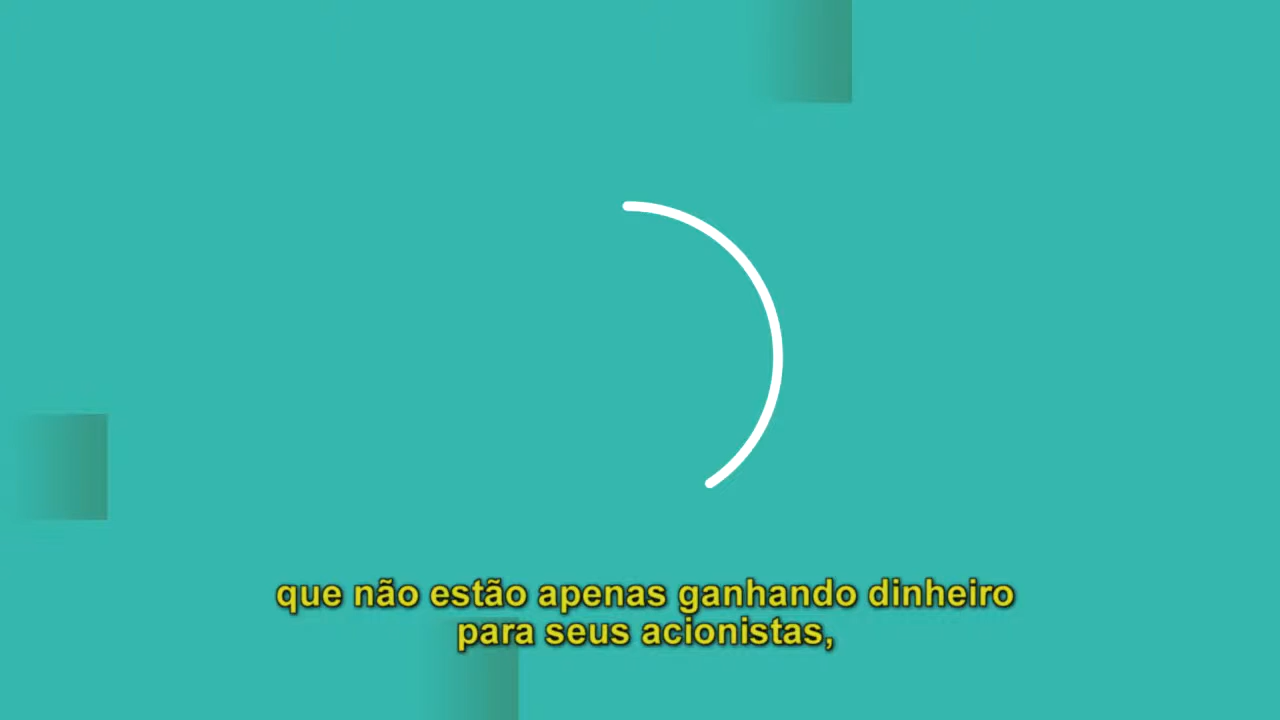 que não estão apenas ganhando dinheiro
para seus acionistas,